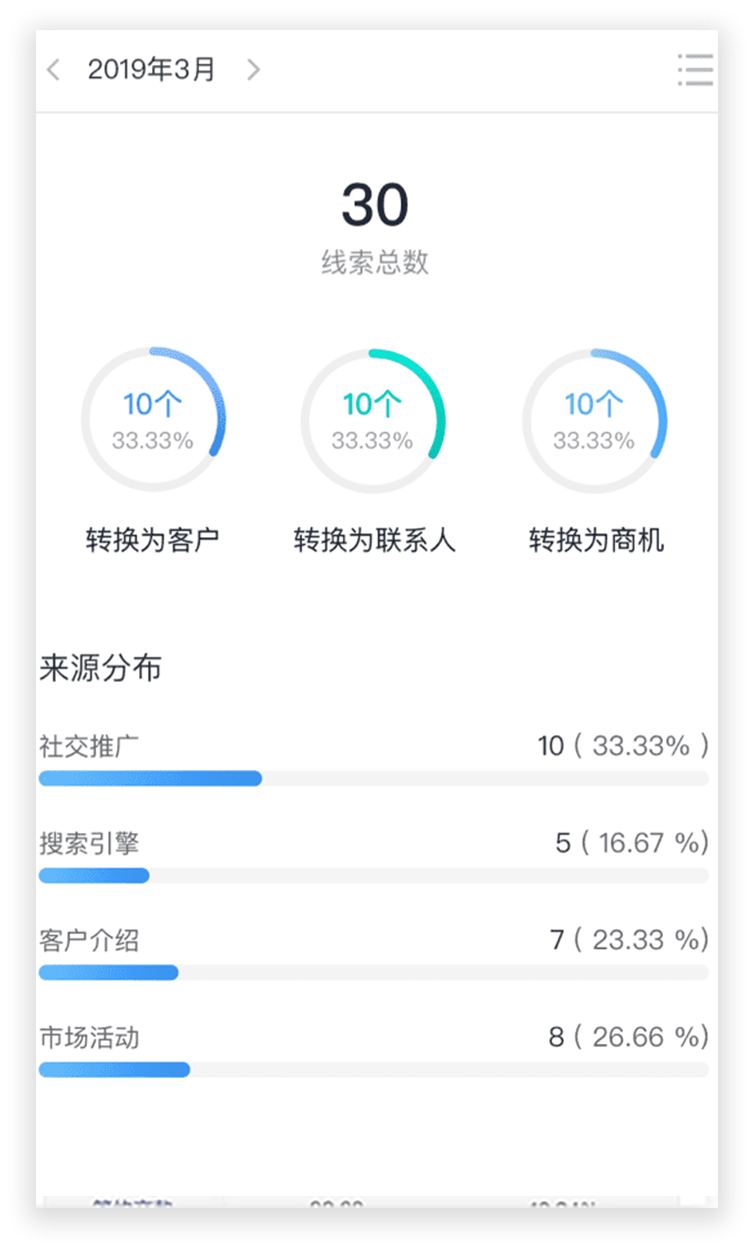 2019年3月
30
线索总数
10个 10个 10个
33.33% 33.33% 33.33%
转换为客户 转换为联系人 转换为商机
来源分布
社交推广 10 ( 33.33% )
搜索引擎 5 ( 16.67 %)
客户介绍 7 ( 23.33 %)
市场活动 8 ( 26.66 %)